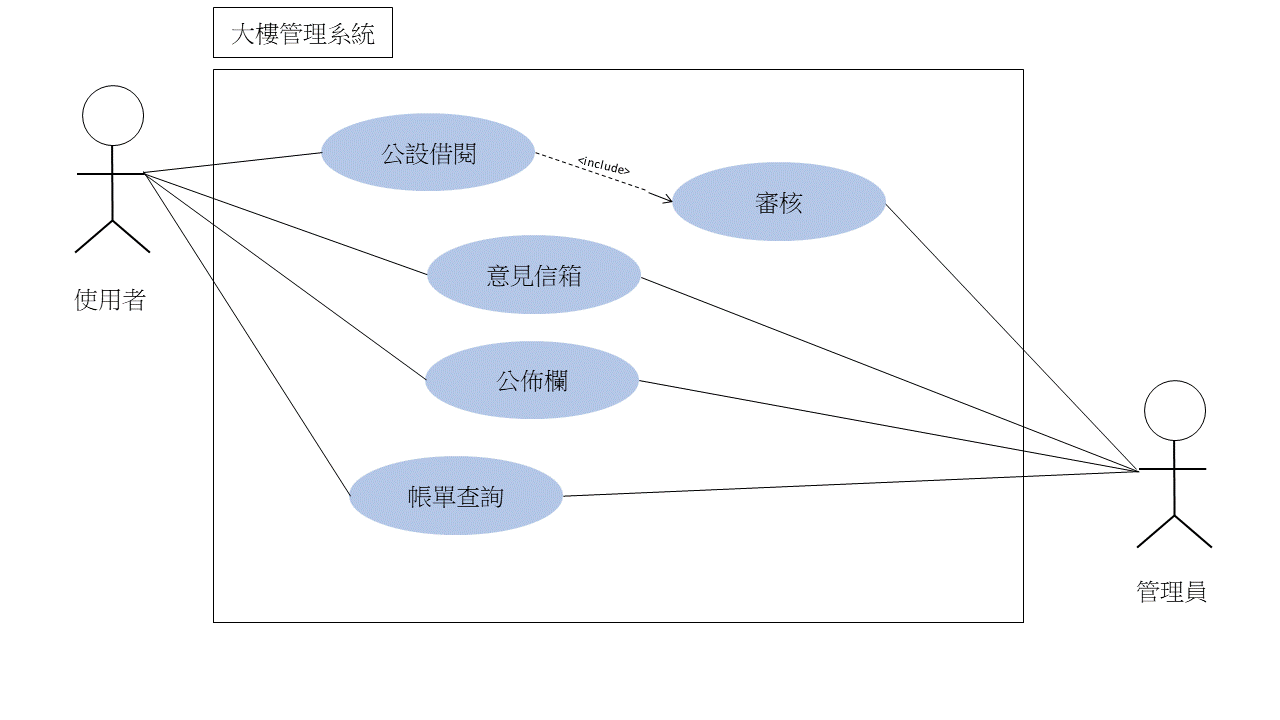 大樓管理系統
公設借閱
<include>
審核
意見信箱
使用者
公佈欄
帳單查詢
管理員